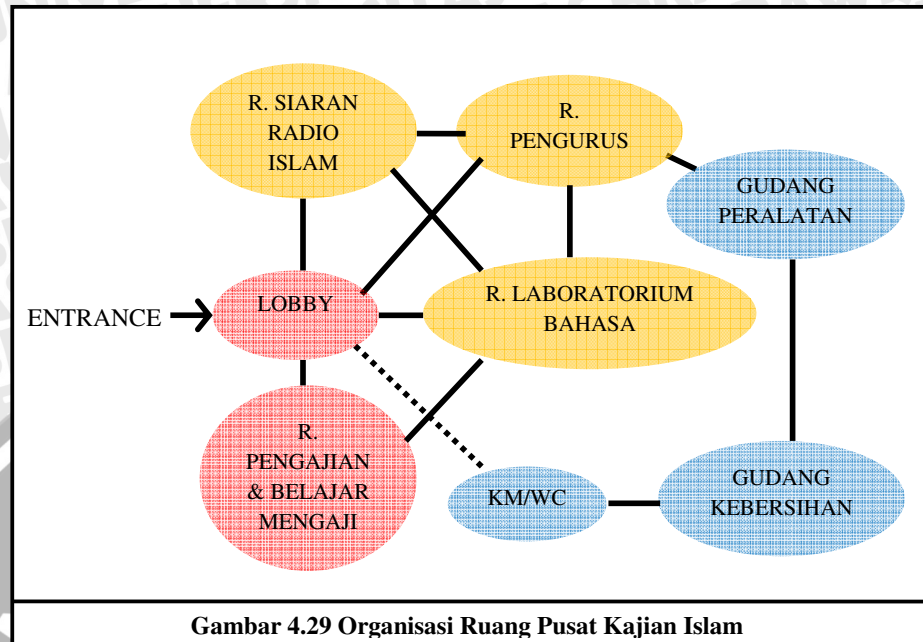 R. SIARAN
RADIO
ISLAM
R.
PENGURUS
GUDANG
PERALATAN
LOBBY
R. LABORATORIUM
BAHASA
ENTRANCE
R.
PENGAJIAN
& BELAJAR
MENGAJI
KM/WC
GUDANG
KEBERSIHAN
Gambar 4.29 Organisasi Ruang Pusat Kajian Islam